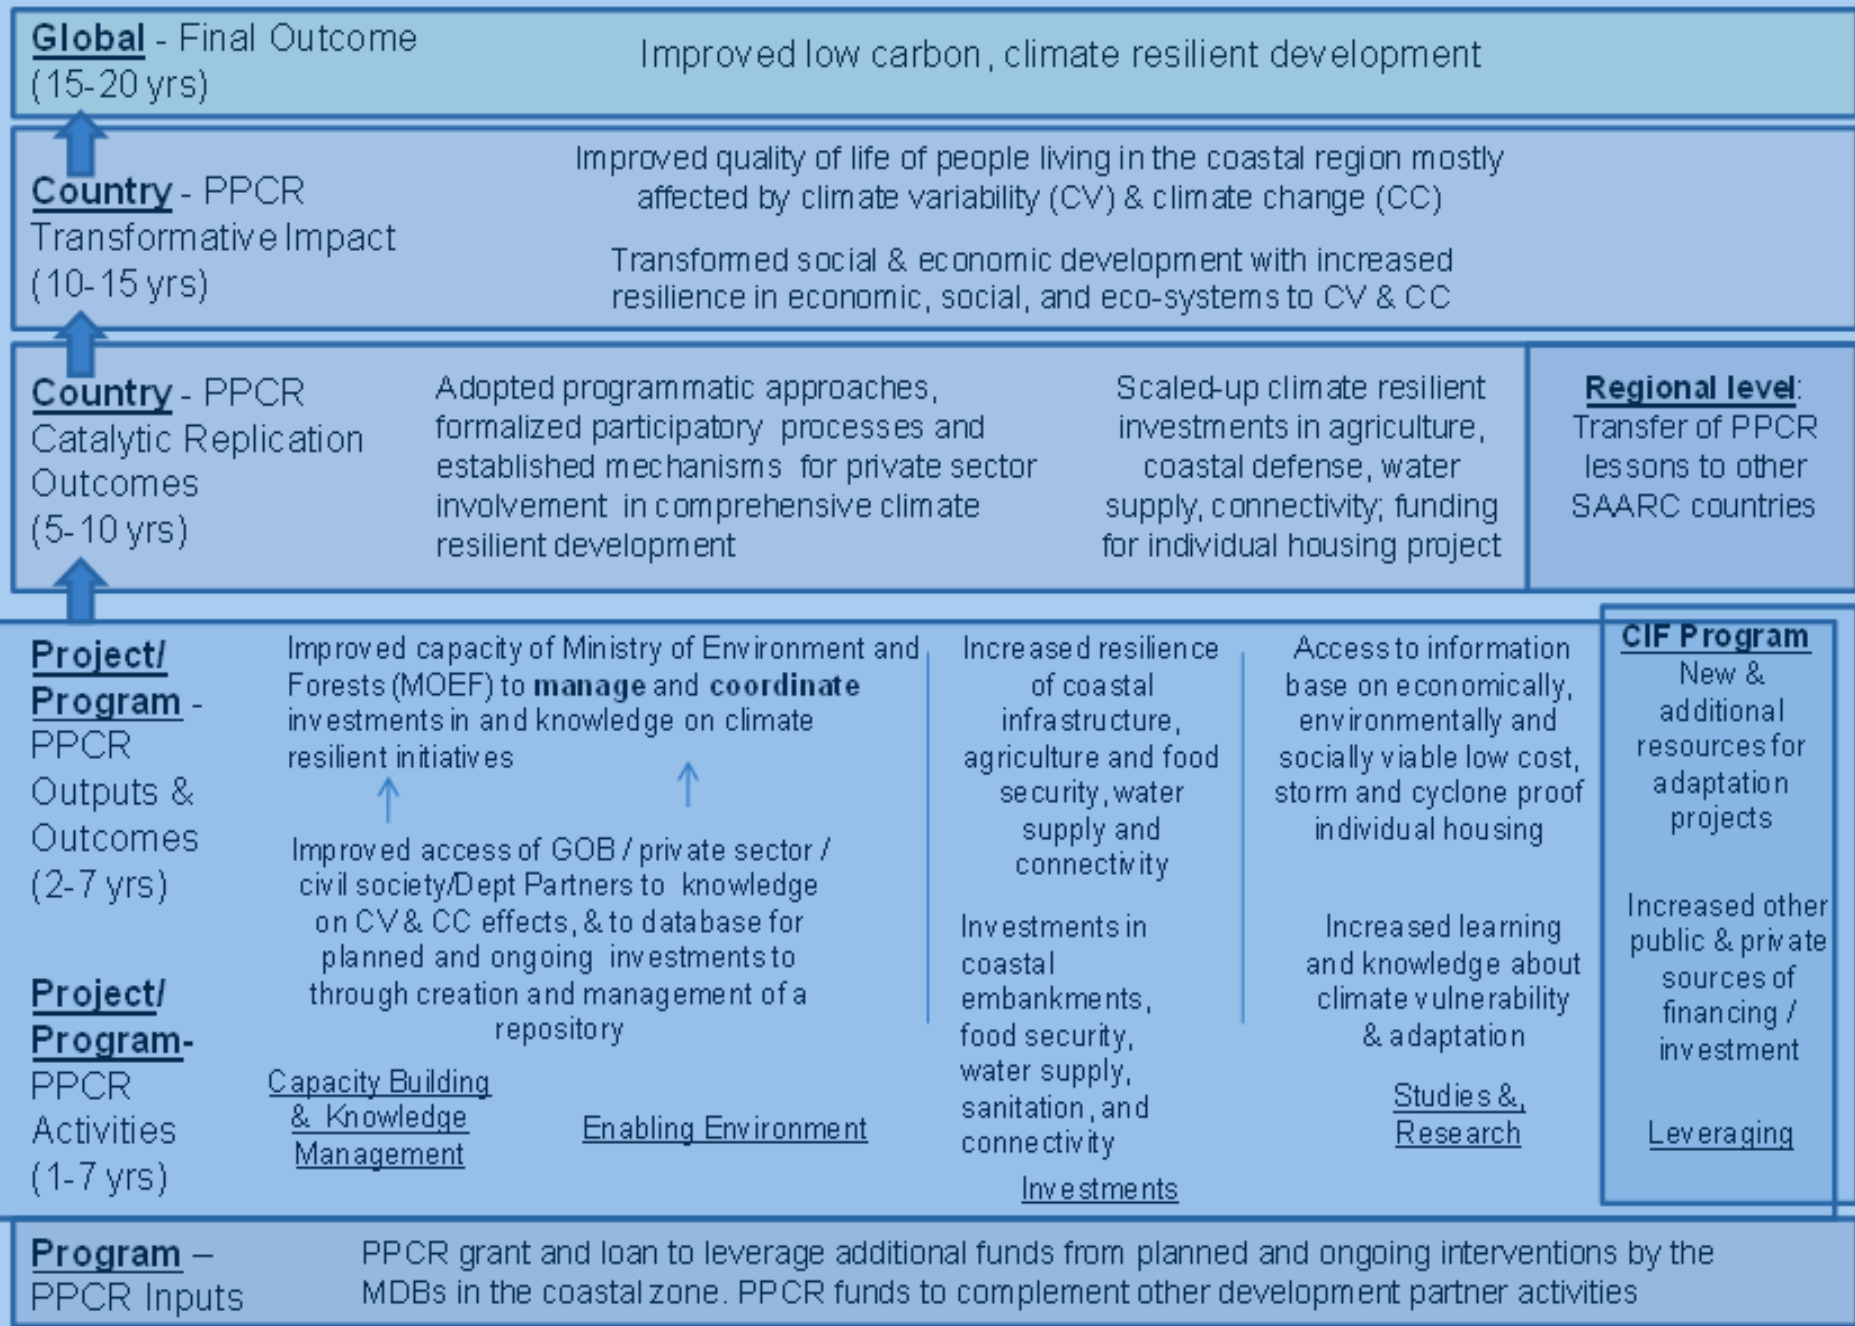 Global - Final Outcome
(15-20 yrs)
Improved low carbon, climate resilient development
Country - PPCR
Transformative Impact
(10-15 yrs)
Improved quality of life of people living in the coastal region mostly
affected by climate variability (CV) & climate change (CC)
Transformed social & economic development with increased
resilience in economic, social, and eco-systems to CV & CC
Country - PPCR
Catalytic Replication
Outcomes
(5-10 yrs)
Adopted programmatic approaches,
formalized participatory processes and
established mechanisms for private sector
involvement in comprehensive climate
resilient development
Scaled-up climate resilient
investments in agriculture,
coastal defense, water
supply, connectivity; funding
for individual housing project
Regional level:
Transfer of PPCR
lessons to other
SAARC countries
Project/
Program -
PPCR
Outputs &
Outcomes
(2-7 yrs)
Improved capacity of Ministry of Environment and
Forests (MOEF) to manage and coordinate
investments in and knowledge on climate
resilient initiatives
Improved access of GOB / private sector /
civil society/Dept Partners to knowledge
on CV & CC effects, & to database for
planned and ongoing investments to
through creation and management of a
repository
Increased resilience
of coastal
infrastructure,
agriculture and food
security, water
supply and
connectivity
Access to information
base on economically,
environmentally and
socially viable low cost,
storm and cyclone proof
individual housing
CIF Program
New &
additional
resources for
adaptation
projects
Increased other
public & private
sources of
financing /
investment
Leveraging
Project/
Program-
PPCR
Activities
(1-7 yrs)
Capacity Building
& Knowledge
Management
Enabling Environment
Investments in
coastal
embankments,
food security,
water supply,
sanitation, and
connectivity
Investments
Increased learning
and knowledge about
climate vulnerability
& adaptation
Studies &,
Research
Program –
PPCR Inputs
PPCR grant and loan to leverage additional funds from planned and ongoing interventions by the
MDBs in the coastal zone. PPCR funds to complement other development partner activities